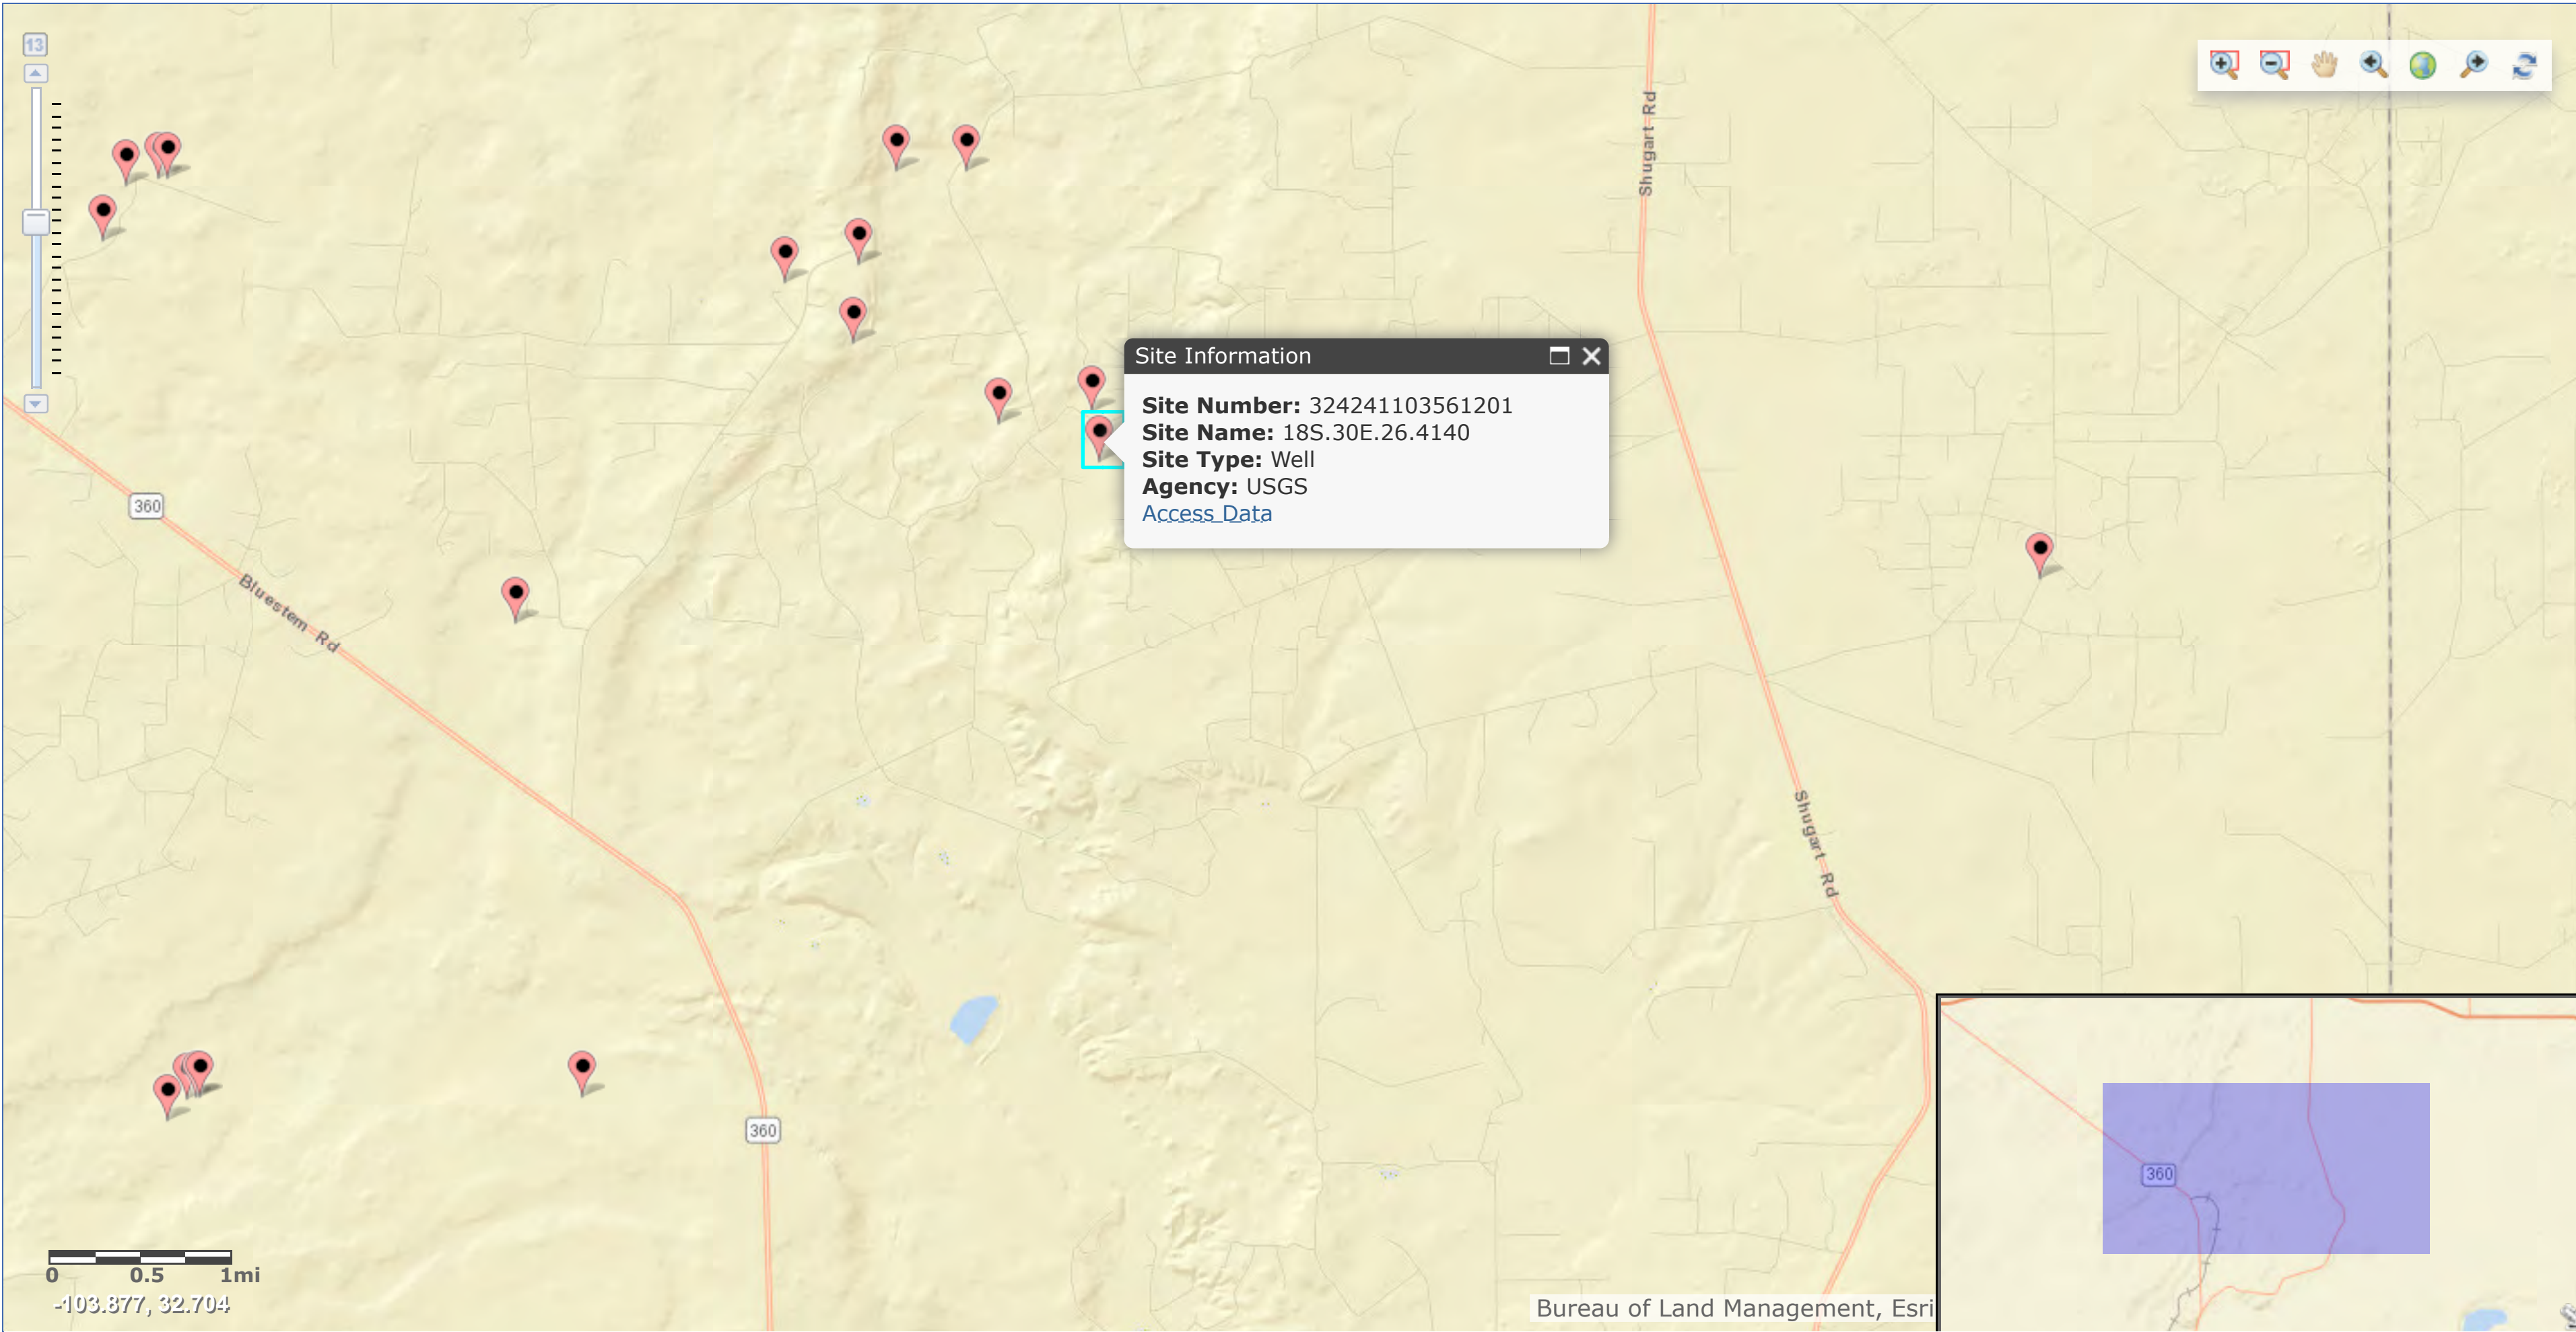 13
Shugart Rd
Site Information
Site Number: 324241103561201
Site Name: 18S.30E.26.4140
Site Type: Well
Agency: USGS
Access Data
360
Bluestem Rd
Shugart Rd
360
360
0 0.5 1mi
-103.877, 32.704
Bureau of Land Management, Esri